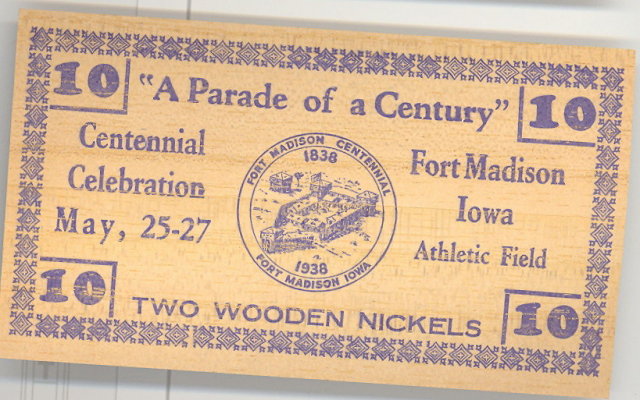 10 "A Parade of a Century" 10
Centennial
Celebration
May, 25-27
FORT MADISON CENTENNIAL
1838
1938
FORT MADISON IOWA
Fort Madison
Iowa
Athletic Field
10 TWO WOODEN NICKELS 10